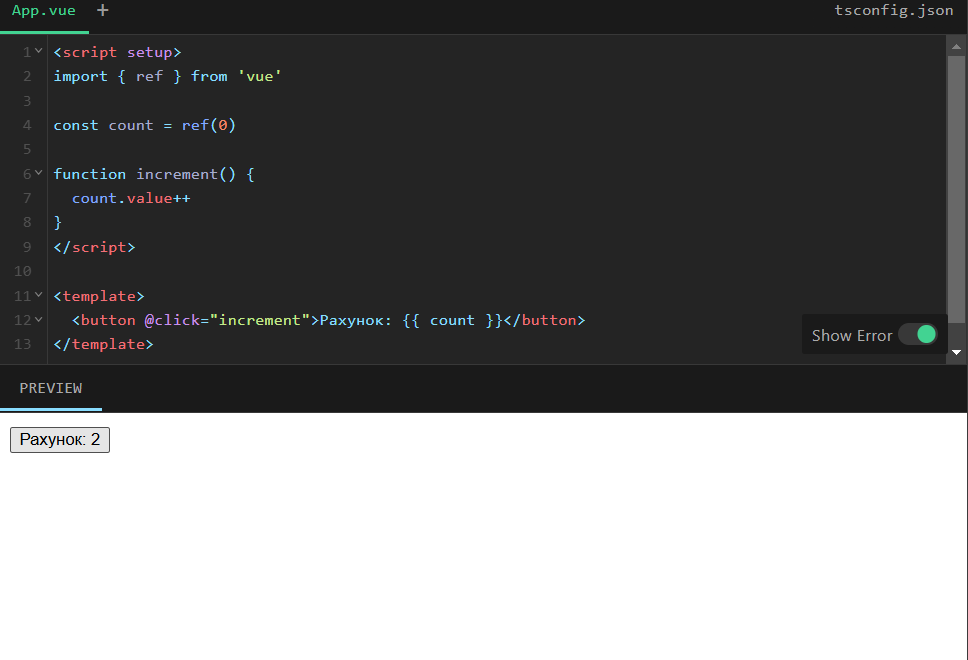 App.vue + tsconfig.json
1 <script setup>
2 import { ref } from 'vue'
3
4 const count = ref(0)
5
6 function increment() {
7   count.value++
8 }
9 </script>
10
11 <template>
12   <button @click="increment">Рахунок: {{ count }}</button>
13 </template>
Show Error
PREVIEW
Рахунок: 2